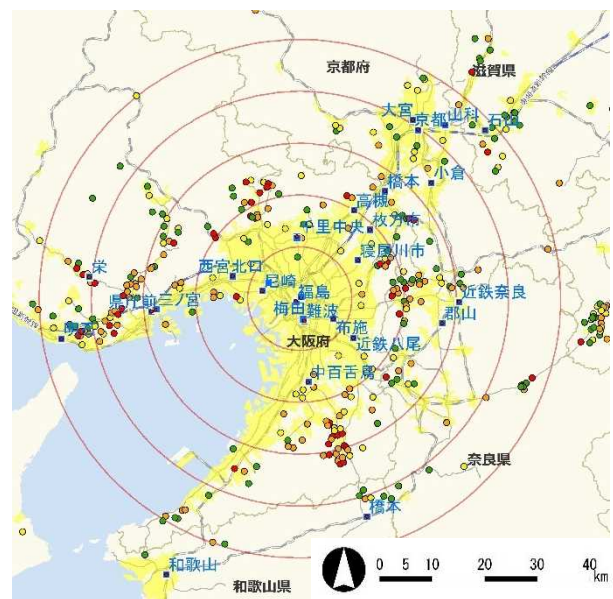 京都府
滋賀県
大宮
京都
山科
石山
橋本
小倉
高槻
枚方市
千里中央
寝屋川市
栄
西宮北口
尼崎
県庁前
三ノ宮
福島
近鉄奈良
梅田
難波
布施
郡山
大阪府
近鉄八尾
中百舌鳥
奈良県
橋本
和歌山
和歌山県
0 5 10 20 30 40
km